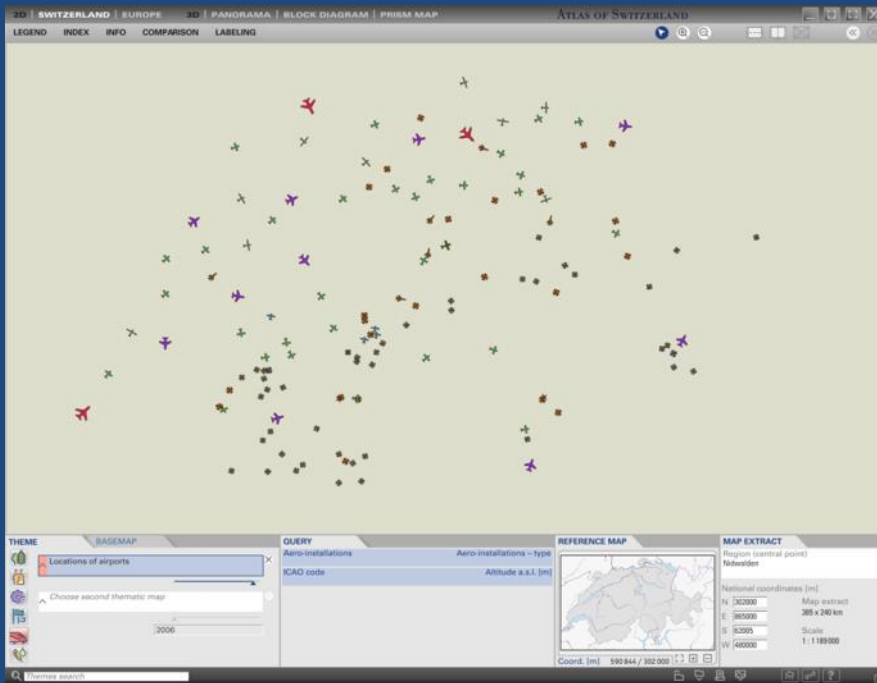 2D | SWITZERLAND | EUROPE 3D | PANORAMA | BLOCK DIAGRAM | PRISM MAP ATLAS OF SWITZERLAND
LEGEND INDEX INFO COMPARISON LABELING
THEME BASEMAP
Locations of airports
Choose second thematic map
2006
QUERY
Aero-installations Aero-installations – type
ICAO code Altitude a.s.l. [m]
REFERENCE MAP
Coord. [m] 590 844 / 302 000
MAP EXTRACT
Region (central point)
Nidwalden
National coordinates [m]
N 302000 Map extract
E 865000 385 x 240 km
S 62005 Scale
W 480000 1 : 1 189 000
Themes search